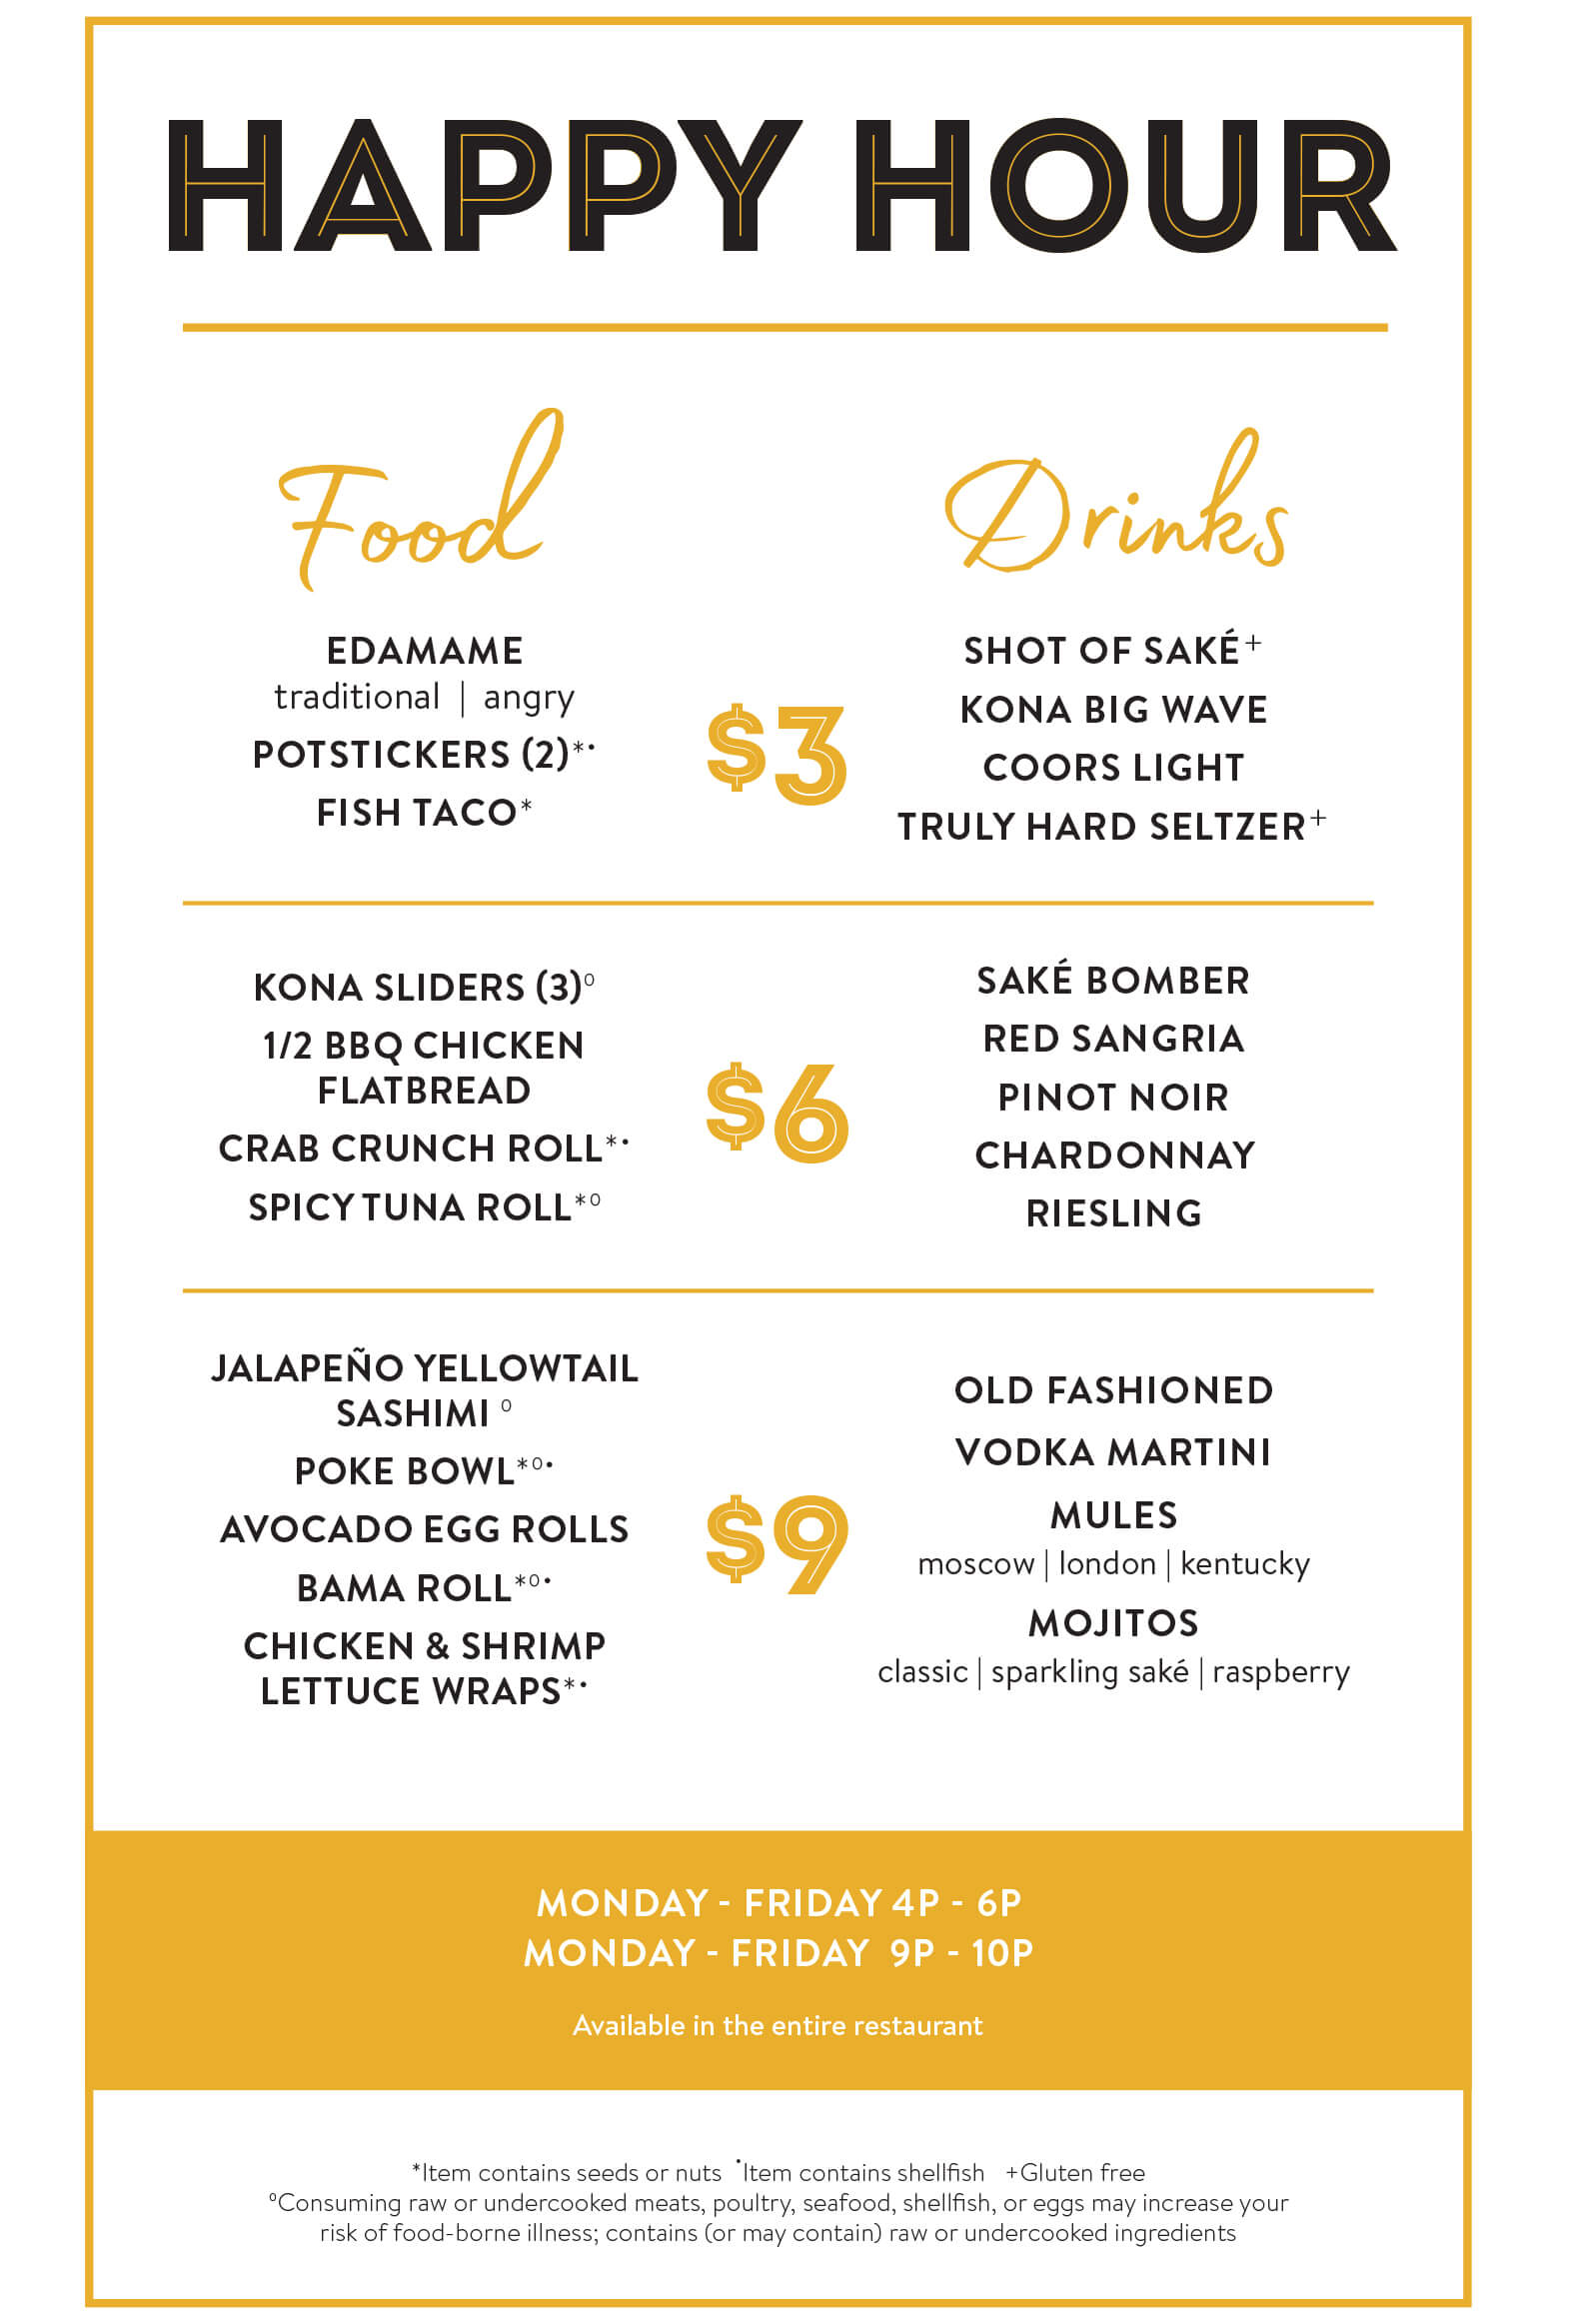 HAPPY HOUR
Food
Drinks
EDAMAME
traditional | angry
POTSTICKERS (2)*•
FISH TACO*
$3
SHOT OF SAKÉ+
KONA BIG WAVE
COORS LIGHT
TRULY HARD SELTZER+
KONA SLIDERS (3)⁰
1/2 BBQ CHICKEN
FLATBREAD
CRAB CRUNCH ROLL*•
SPICY TUNA ROLL*⁰
$6
SAKÉ BOMBER
RED SANGRIA
PINOT NOIR
CHARDONNAY
RIESLING
JALAPEÑO YELLOWTAIL
SASHIMI ⁰
POKE BOWL*⁰•
AVOCADO EGG ROLLS
BAMA ROLL*⁰•
CHICKEN & SHRIMP
LETTUCE WRAPS*•
$9
OLD FASHIONED
VODKA MARTINI
MULES
moscow | london | kentucky
MOJITOS
classic | sparkling saké | raspberry
MONDAY - FRIDAY 4P - 6P
MONDAY - FRIDAY 9P - 10P
Available in the entire restaurant
*Item contains seeds or nuts •Item contains shellfish +Gluten free
⁰Consuming raw or undercooked meats, poultry, seafood, shellfish, or eggs may increase your
risk of food-borne illness; contains (or may contain) raw or undercooked ingredients